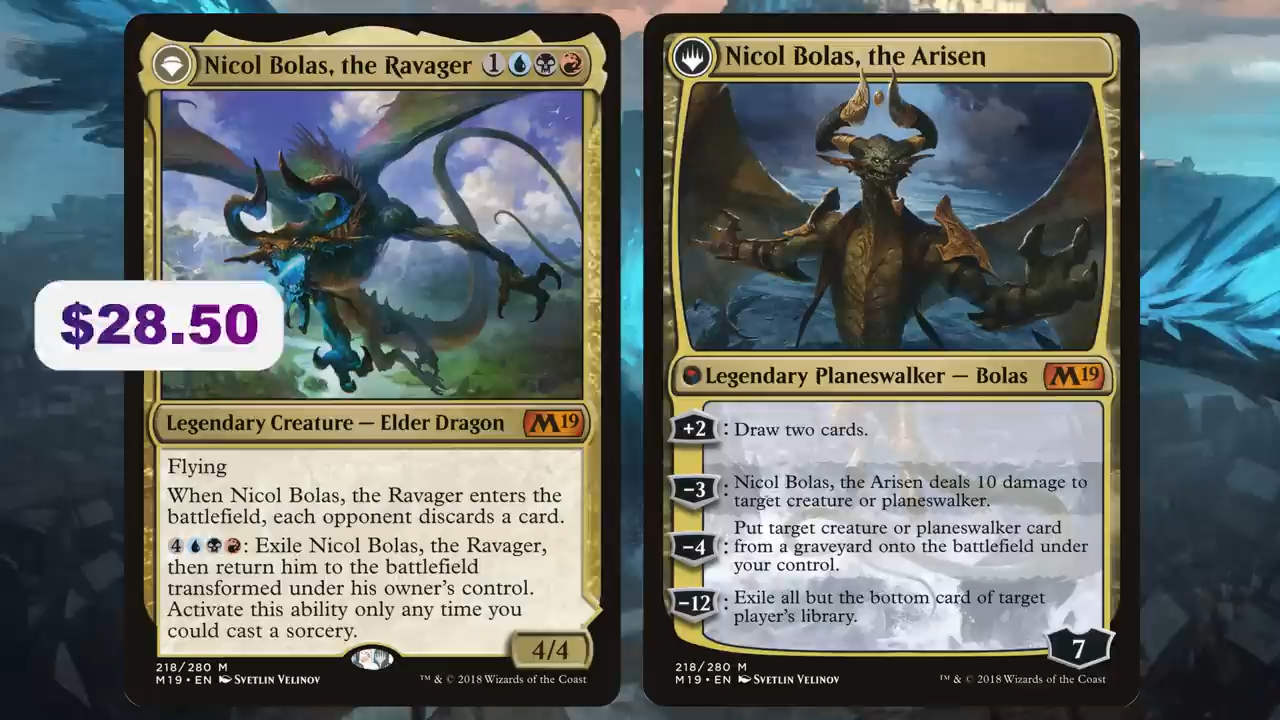 Nicol Bolas, the Ravager 1
$28.50
Legendary Creature — Elder Dragon M19
Flying
When Nicol Bolas, the Ravager enters the
battlefield, each opponent discards a card.
4: Exile Nicol Bolas, the Ravager,
then return him to the battlefield
transformed under his owner's control.
Activate this ability only any time you
could cast a sorcery.
4/4
218/280 M
M19 • EN Svetlin Velinov
™ & © 2018 Wizards of the Coast
Nicol Bolas, the Arisen
Legendary Planeswalker — Bolas M19
+2 : Draw two cards.
-3 : Nicol Bolas, the Arisen deals 10 damage to
target creature or planeswalker.
Put target creature or planeswalker card
-4 : from a graveyard onto the battlefield under
your control.
-12 : Exile all but the bottom card of target
player's library.
7
218/280 M
M19 • EN Svetlin Velinov
™ & © 2018 Wizards of the Coast